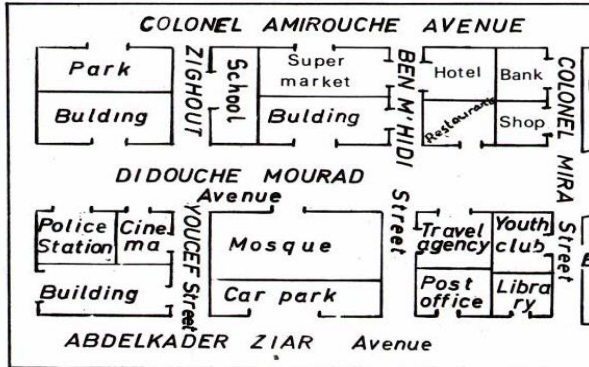 COLONEL AMIROUCHE AVENUE
Park
Bulding
ZIGHOUT
School
Super
market
Bulding
BEN M'HIDI
Hotel
Restaurant
Bank
Shop
COLONEL MIRA
DIDOUCHE MOURAD
Avenue
Police
Station
Cine
ma
Building
YOUCEF Street
Mosque
Car park
Street
Travel
agency
Post
office
Youth
club
Libra
ry
Street
ABDELKADER ZIAR Avenue